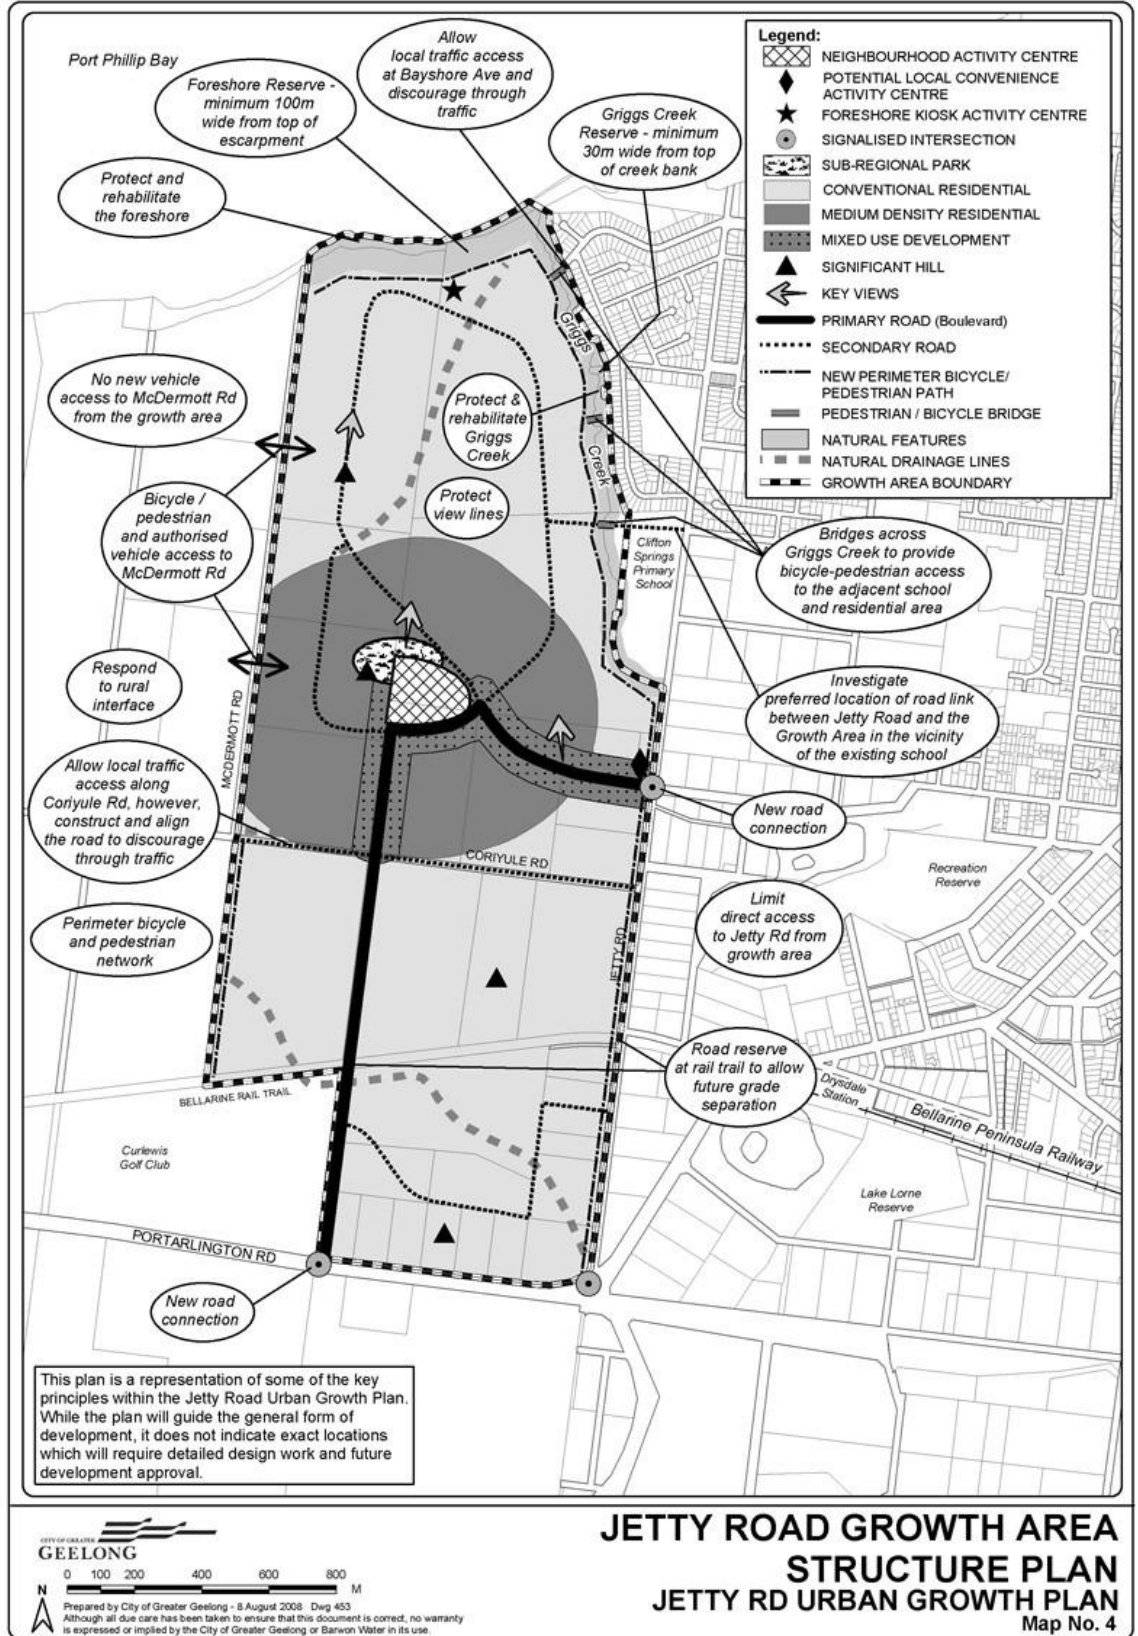 Port Phillip Bay
Foreshore Reserve -
minimum 100m
wide from top of
escarpment
Allow
local traffic access
at Bayshore Ave and
discourage through
traffic
Griggs Creek
Reserve - minimum
30m wide from top
of creek bank
Protect and
rehabilitate
the foreshore
Legend:
NEIGHBOURHOOD ACTIVITY CENTRE
POTENTIAL LOCAL CONVENIENCE
ACTIVITY CENTRE
FORESHORE KIOSK ACTIVITY CENTRE
SIGNALISED INTERSECTION
SUB-REGIONAL PARK
CONVENTIONAL RESIDENTIAL
MEDIUM DENSITY RESIDENTIAL
MIXED USE DEVELOPMENT
SIGNIFICANT HILL
KEY VIEWS
PRIMARY ROAD (Boulevard)
SECONDARY ROAD
NEW PERIMETER BICYCLE/
PEDESTRIAN PATH
PEDESTRIAN / BICYCLE BRIDGE
NATURAL FEATURES
NATURAL DRAINAGE LINES
GROWTH AREA BOUNDARY
Griggs
Creek
No new vehicle
access to McDermott Rd
from the growth area
Protect &
rehabilitate
Griggs
Creek
Protect
view lines
Bicycle /
pedestrian
and authorised
vehicle access to
McDermott Rd
Clifton
Springs
Primary
School
Bridges across
Griggs Creek to provide
bicycle-pedestrian access
to the adjacent school
and residential area
Respond
to rural
interface
Investigate
preferred location of road link
between Jetty Road and the
Growth Area in the vicinity
of the existing school
MCDERMOTT RD
Allow local traffic
access along
Coriyule Rd, however,
construct and align
the road to discourage
through traffic
New road
connection
CORIYULE RD
Recreation
Reserve
Limit
direct access
to Jetty Rd from
growth area
Perimeter bicycle
and pedestrian
network
JETTY RD
Road reserve
at rail trail to allow
future grade
separation
BELLARINE RAIL TRAIL
Drysdale
Station
Bellarine Peninsula Railway
Curlewis
Golf Club
Lake Lorne
Reserve
PORTARLINGTON RD
New road
connection
This plan is a representation of some of the key
principles within the Jetty Road Urban Growth Plan.
While the plan will guide the general form of
development, it does not indicate exact locations
which will require detailed design work and future
development approval.
CITY OF GREATER
GEELONG
0 100 200 400 600 800
N M
Prepared by City of Greater Geelong - 8 August 2008 Dwg 453
Although all due care has been taken to ensure that this document is correct, no warranty
is expressed or implied by the City of Greater Geelong or Barwon Water in its use.
JETTY ROAD GROWTH AREA
STRUCTURE PLAN
JETTY RD URBAN GROWTH PLAN
Map No. 4